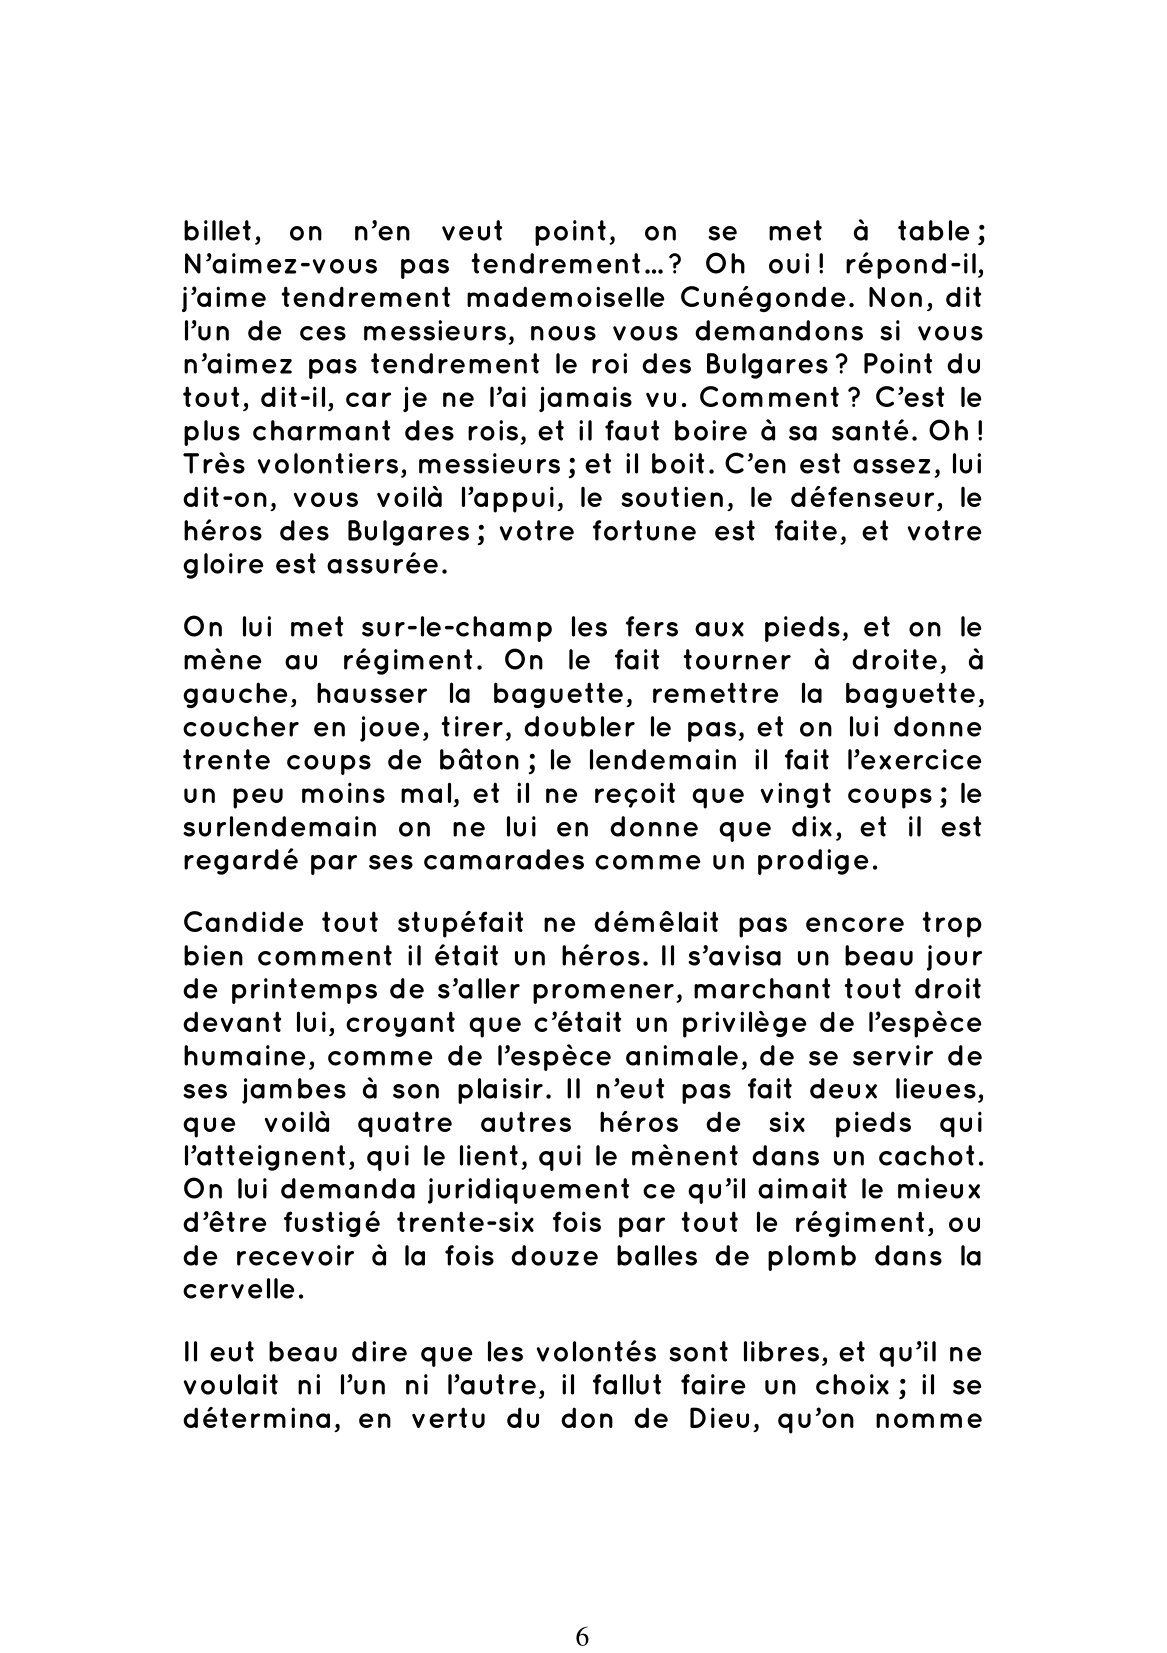 billet, on n’en veut point, on se met à table ;
N’aimez-vous pas tendrement… ? Oh oui ! répond-il,
j’aime tendrement mademoiselle Cunégonde. Non, dit
l’un de ces messieurs, nous vous demandons si vous
n’aimez pas tendrement le roi des Bulgares ? Point du
tout, dit-il, car je ne l’ai jamais vu. Comment ? C’est le
plus charmant des rois, et il faut boire à sa santé. Oh !
Très volontiers, messieurs ; et il boit. C’en est assez, lui
dit-on, vous voilà l’appui, le soutien, le défenseur, le
héros des Bulgares ; votre fortune est faite, et votre
gloire est assurée.
On lui met sur-le-champ les fers aux pieds, et on le
mène au régiment. On le fait tourner à droite, à
gauche, hausser la baguette, remettre la baguette,
coucher en joue, tirer, doubler le pas, et on lui donne
trente coups de bâton ; le lendemain il fait l’exercice
un peu moins mal, et il ne reçoit que vingt coups ; le
surlendemain on ne lui en donne que dix, et il est
regardé par ses camarades comme un prodige.
Candide tout stupéfait ne démêlait pas encore trop
bien comment il était un héros. Il s’avisa un beau jour
de printemps de s’aller promener, marchant tout droit
devant lui, croyant que c’était un privilège de l’espèce
humaine, comme de l’espèce animale, de se servir de
ses jambes à son plaisir. Il n’eut pas fait deux lieues,
que voilà quatre autres héros de six pieds qui
l’atteignent, qui le lient, qui le mènent dans un cachot.
On lui demanda juridiquement ce qu’il aimait le mieux
d’être fustigé trente-six fois par tout le régiment, ou
de recevoir à la fois douze balles de plomb dans la
cervelle.
Il eut beau dire que les volontés sont libres, et qu’il ne
voulait ni l’un ni l’autre, il fallut faire un choix ; il se
détermina, en vertu du don de Dieu, qu’on nomme
6